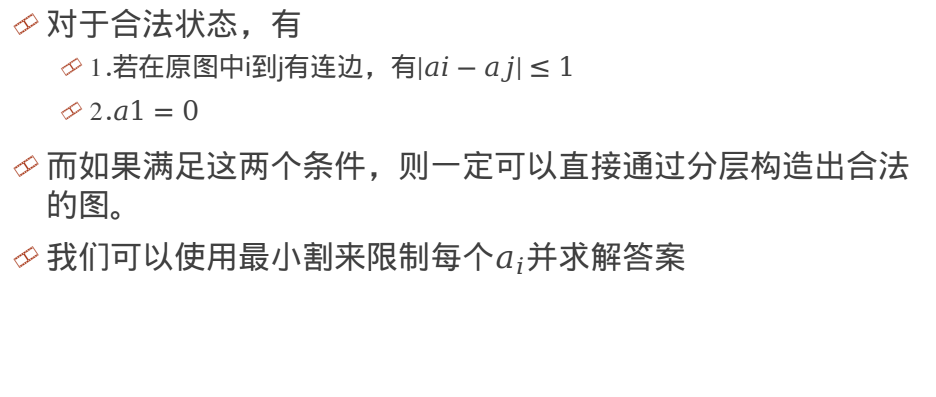 对于合法状态，有
1.若在原图中i到j有连边，有|ai − aj| ≤ 1
2.a1 = 0
而如果满足这两个条件，则一定可以直接通过分层构造出合法
的图。
我们可以使用最小割来限制每个aᵢ并求解答案